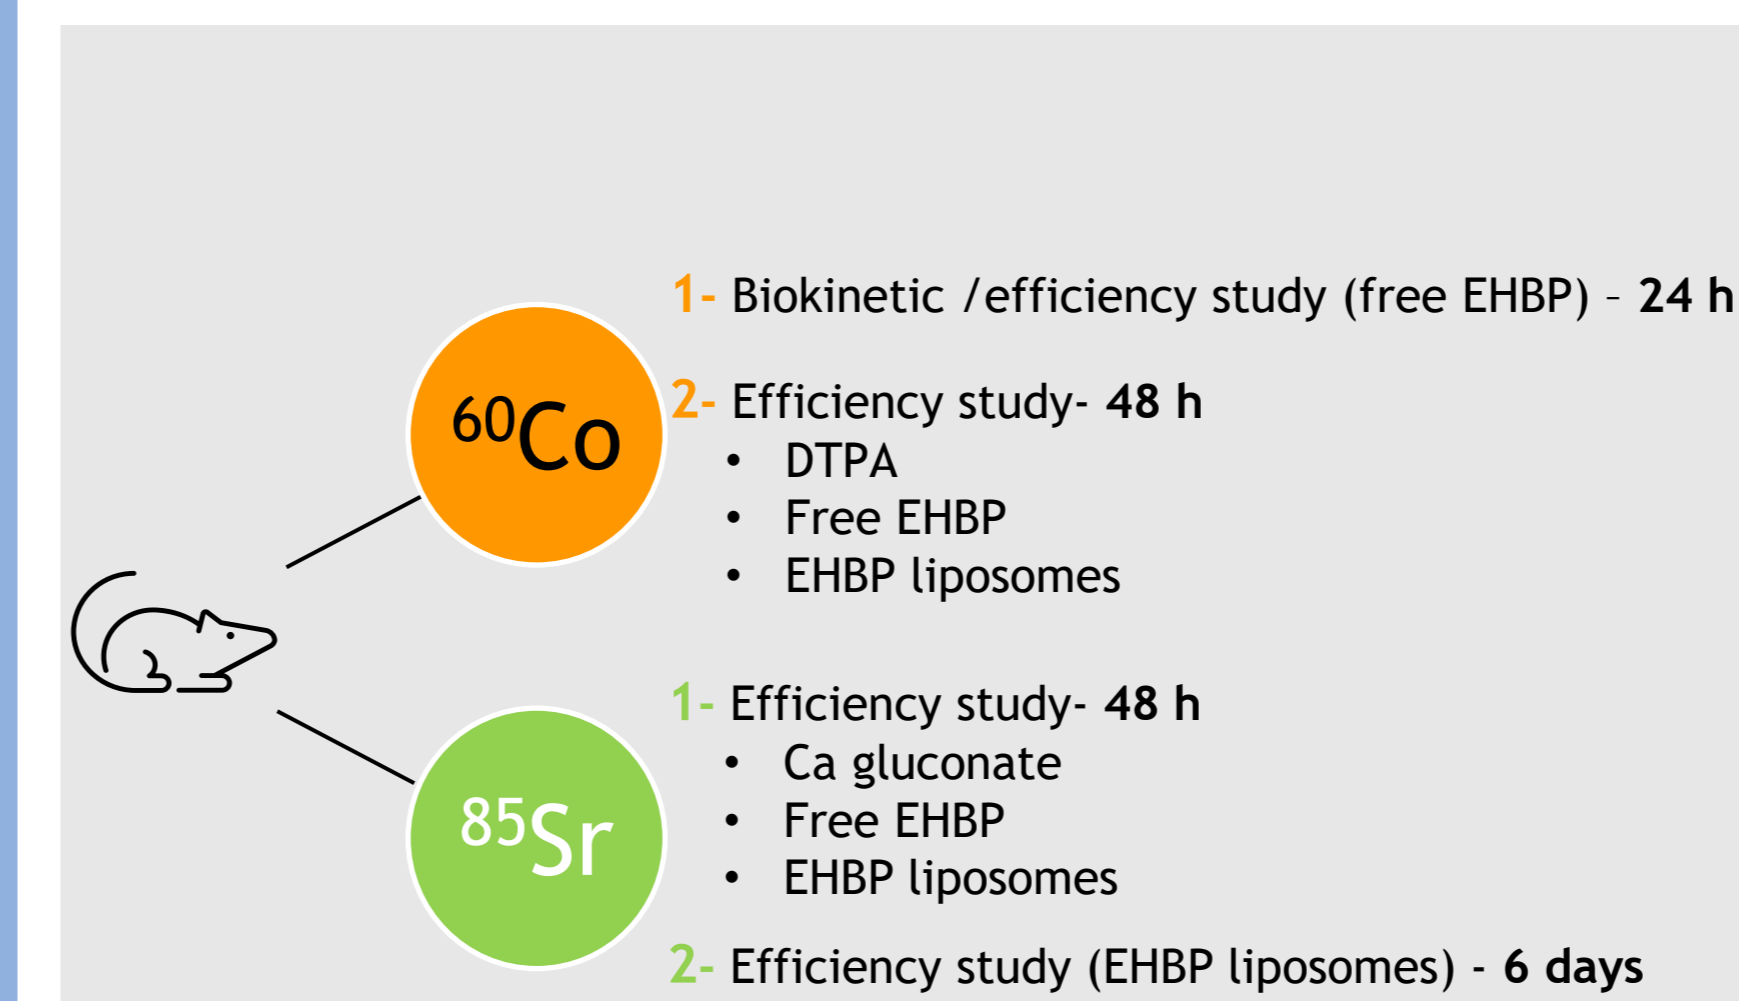 1- Biokinetic /efficiency study (free EHBP) – 24 h
60Co
2- Efficiency study- 48 h
• DTPA
• Free EHBP
• EHBP liposomes
85Sr
1- Efficiency study- 48 h
• Ca gluconate
• Free EHBP
• EHBP liposomes
2- Efficiency study (EHBP liposomes) - 6 days